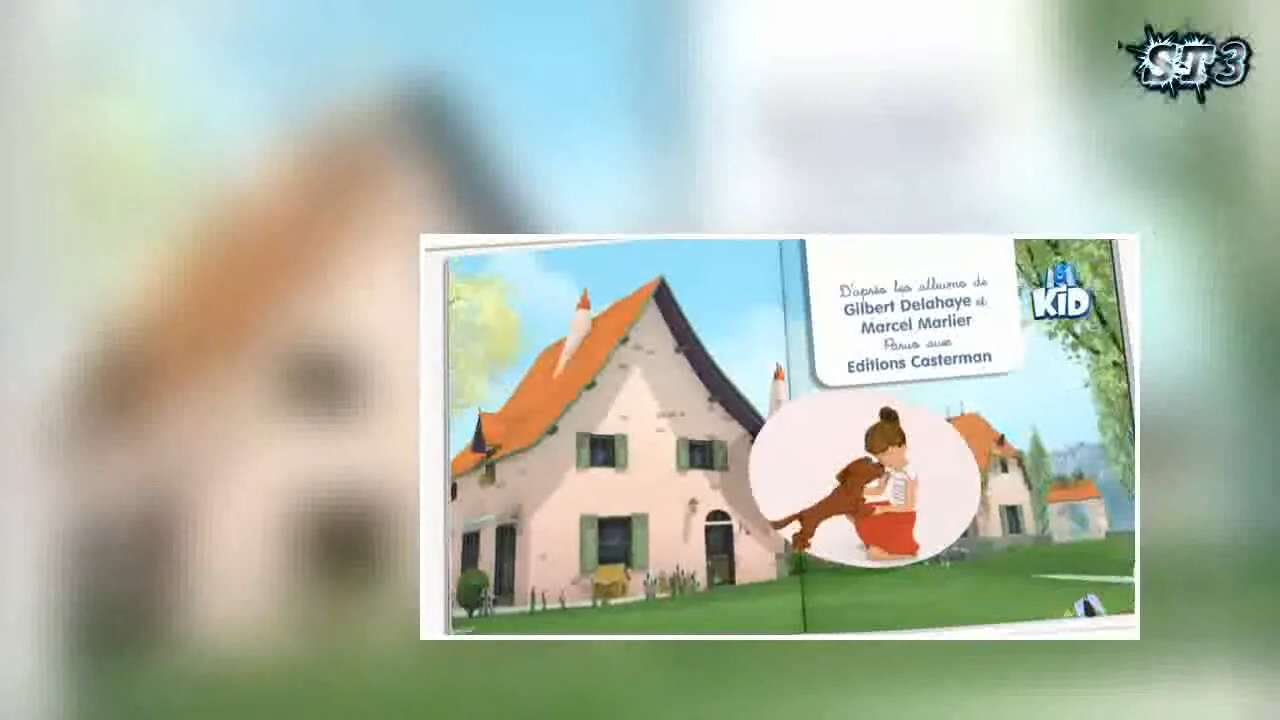 ST3
D'après les albums de
Gilbert Delahaye et
Marcel Marlier
Parus aux
Editions Casterman
KID